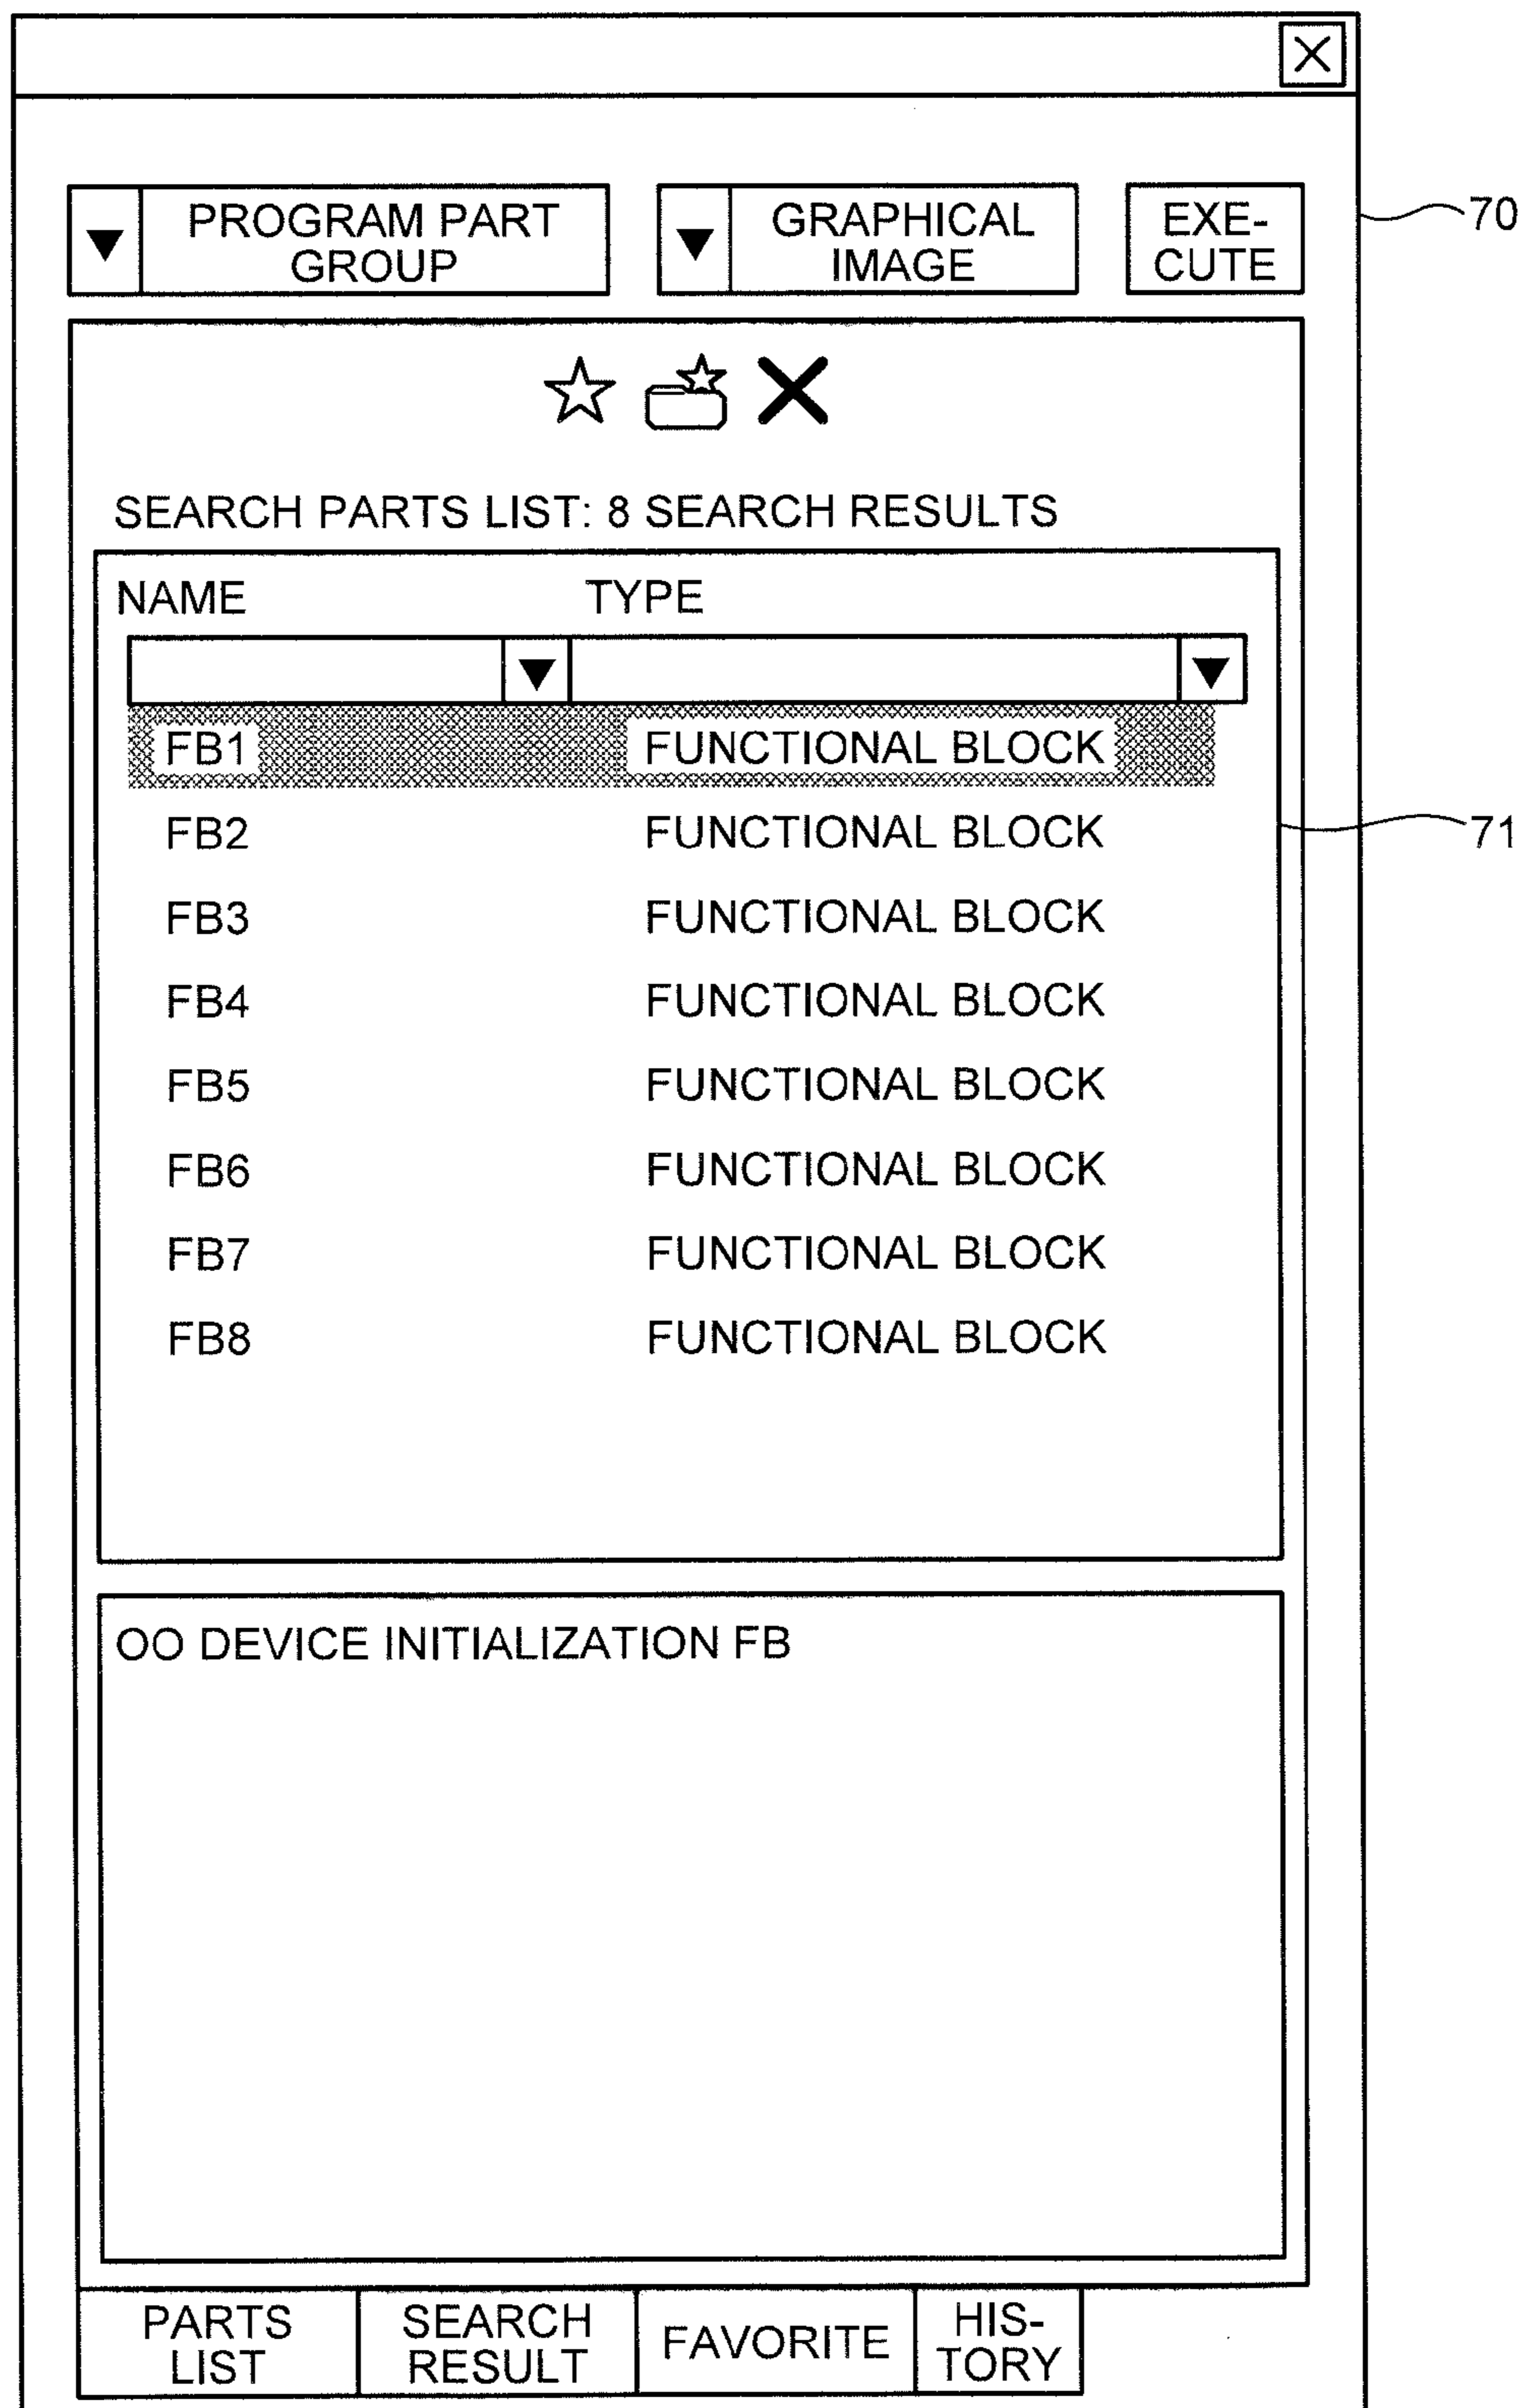 PROGRAM PART
GROUP
GRAPHICAL
IMAGE
EXE-
CUTE
70
SEARCH PARTS LIST: 8 SEARCH RESULTS
NAME TYPE
FB1 FUNCTIONAL BLOCK
FB2 FUNCTIONAL BLOCK
71
FB3 FUNCTIONAL BLOCK
FB4 FUNCTIONAL BLOCK
FB5 FUNCTIONAL BLOCK
FB6 FUNCTIONAL BLOCK
FB7 FUNCTIONAL BLOCK
FB8 FUNCTIONAL BLOCK
OO DEVICE INITIALIZATION FB
PARTS
LIST
SEARCH
RESULT
FAVORITE
HIS-
TORY